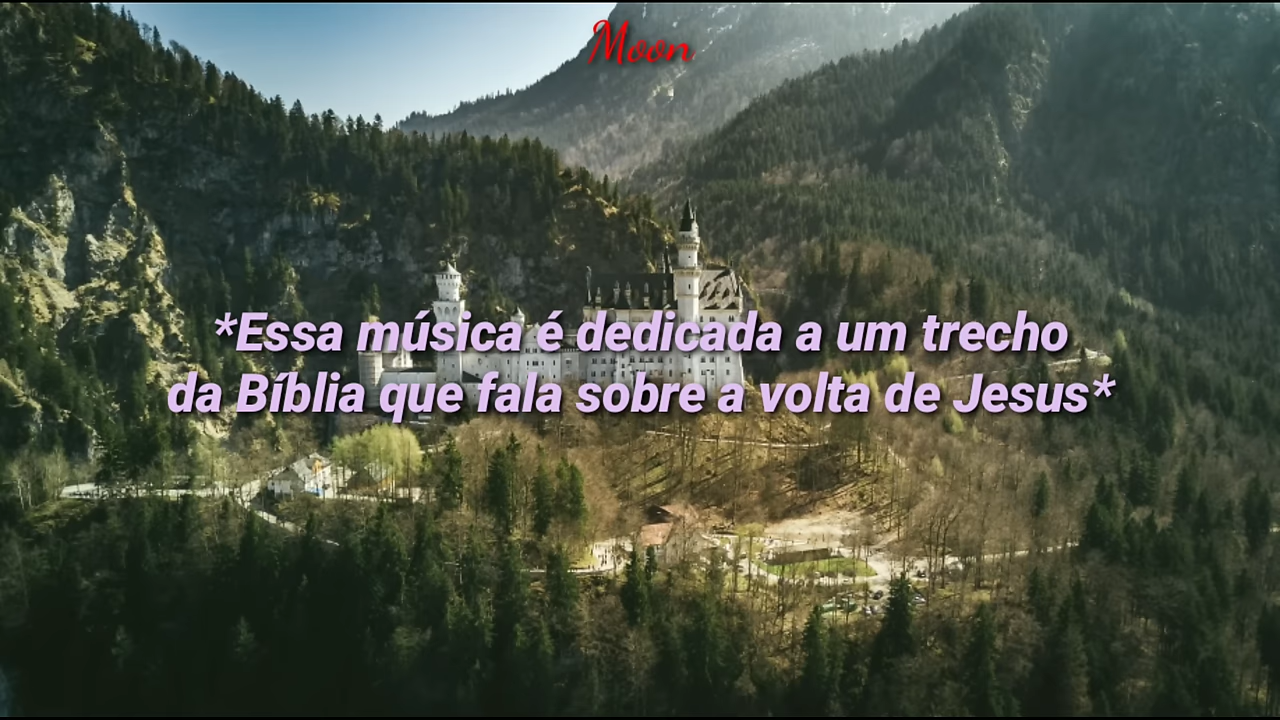 Moon
*Essa música é dedicada a um trecho
da Bíblia que fala sobre a volta de Jesus*